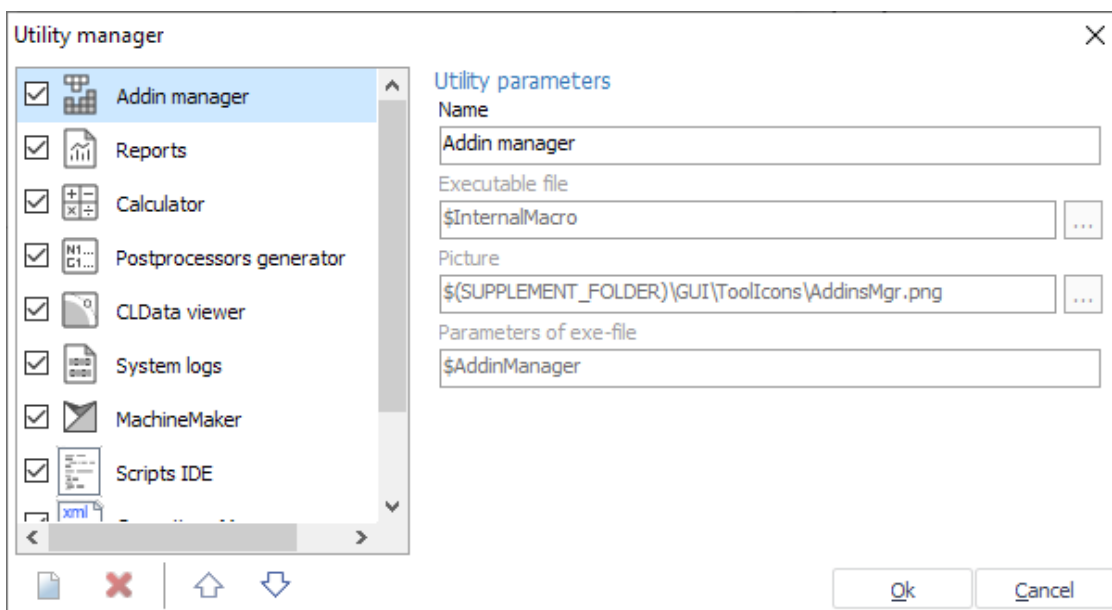 Utility manager
Addin manager
Reports
Calculator
Postprocessors generator
CLData viewer
System logs
MachineMaker
Scripts IDE
xml
Utility parameters
Name
Addin manager
Executable file
$InternalMacro
...
Picture
$(SUPPLEMENT_FOLDER)\GUI\ToolIcons\AddinsMgr.png
...
Parameters of exe-file
$AddinManager
Ok
Cancel